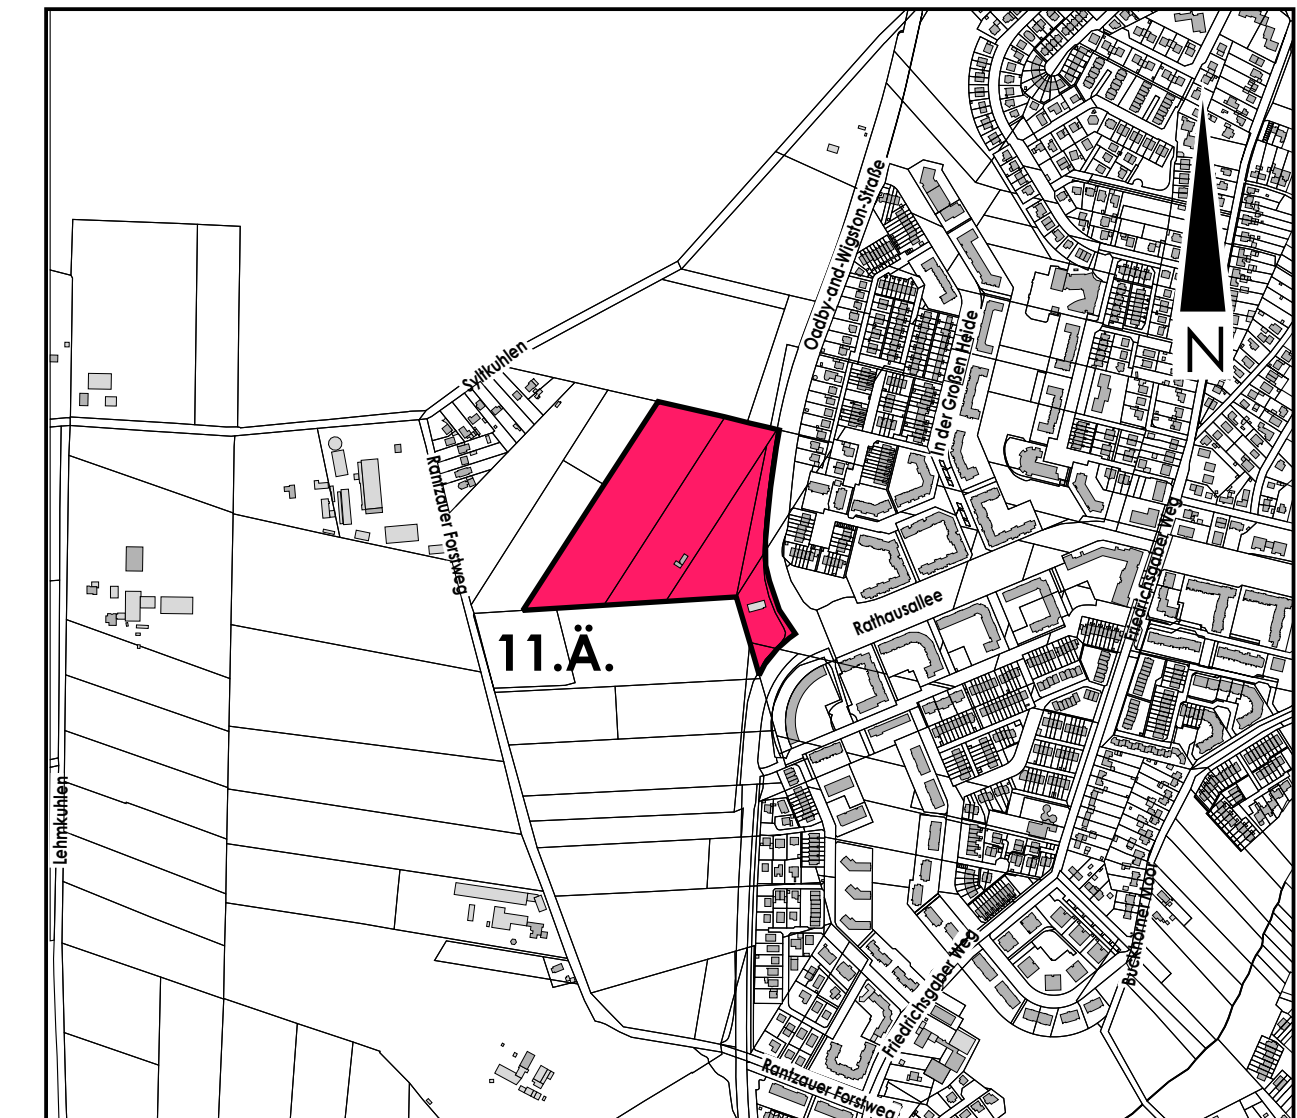 Oadby-and-Wigston-Straße
N
In der Großen Heide
Syltkuhlen
Rantzauer Forstweg
Friedrichsgaber Weg
Rathausallee
11.Ä.
Lehmkuhlen
Buckhörner Moor
Friedrichsgaber Weg
Rantzauer Forstweg